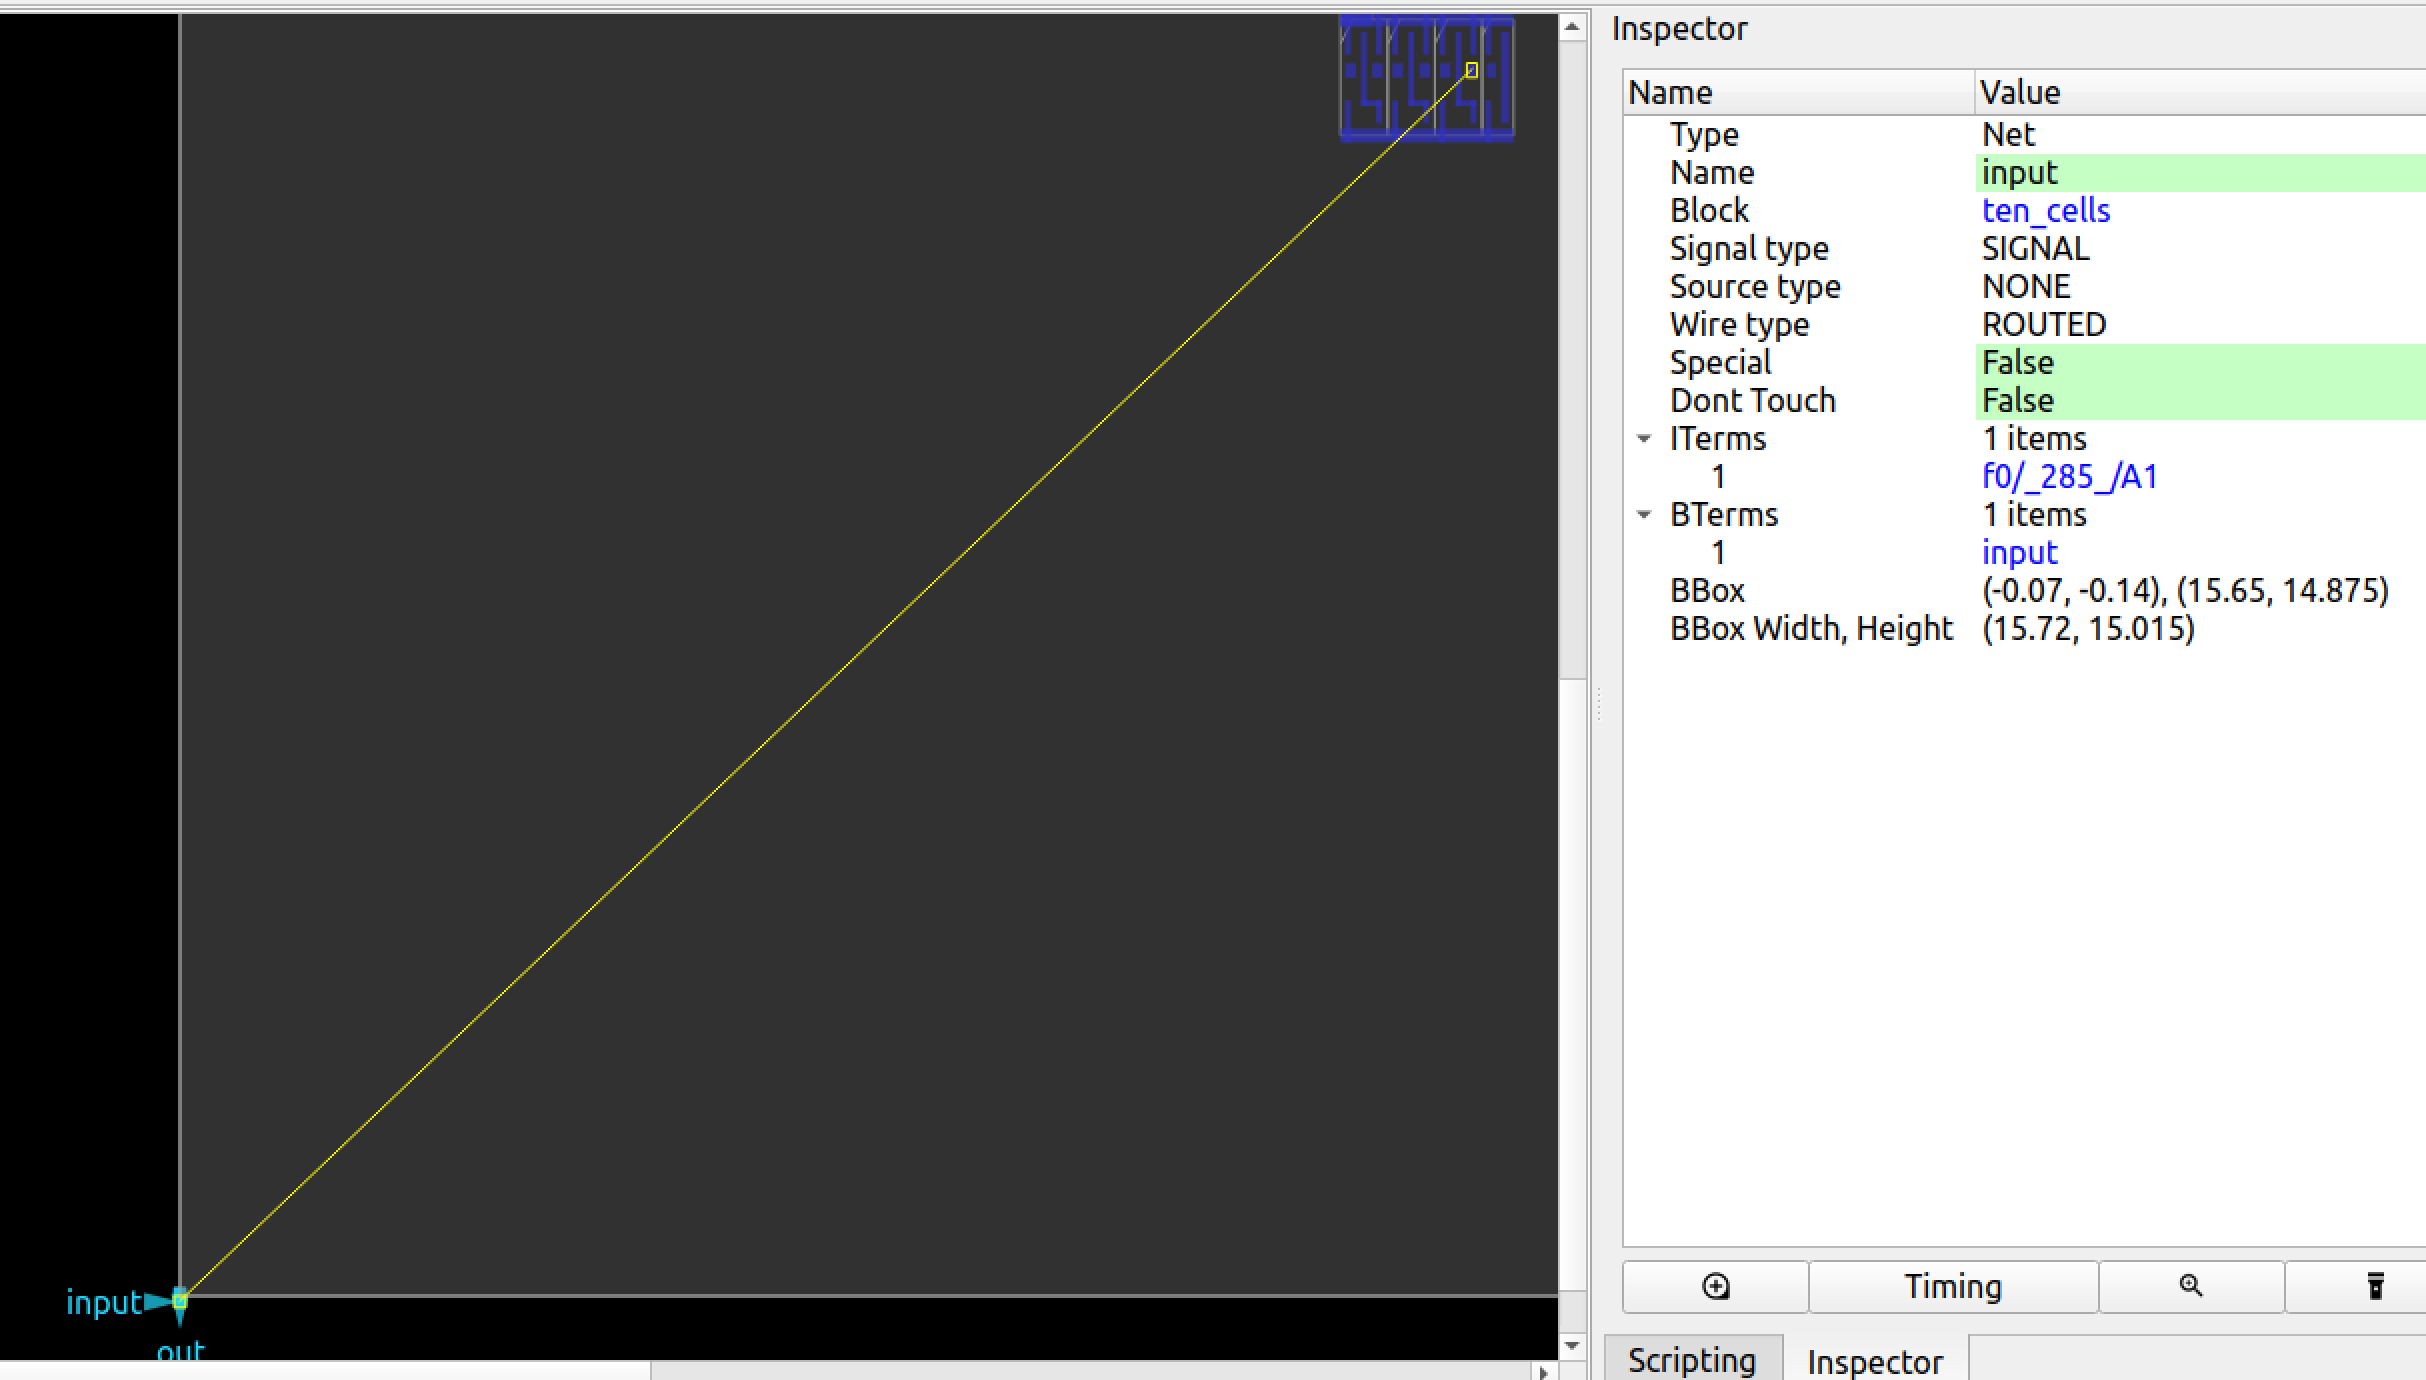 Inspector
Name Value
Type Net
Name input
Block ten_cells
Signal type SIGNAL
Source type NONE
Wire type ROUTED
Special False
Dont Touch False
ITerms 1 items
1 f0/_285_/A1
BTerms 1 items
1 input
BBox (-0.07, -0.14), (15.65, 14.875)
BBox Width, Height (15.72, 15.015)
input
out
Timing
Scripting Inspector